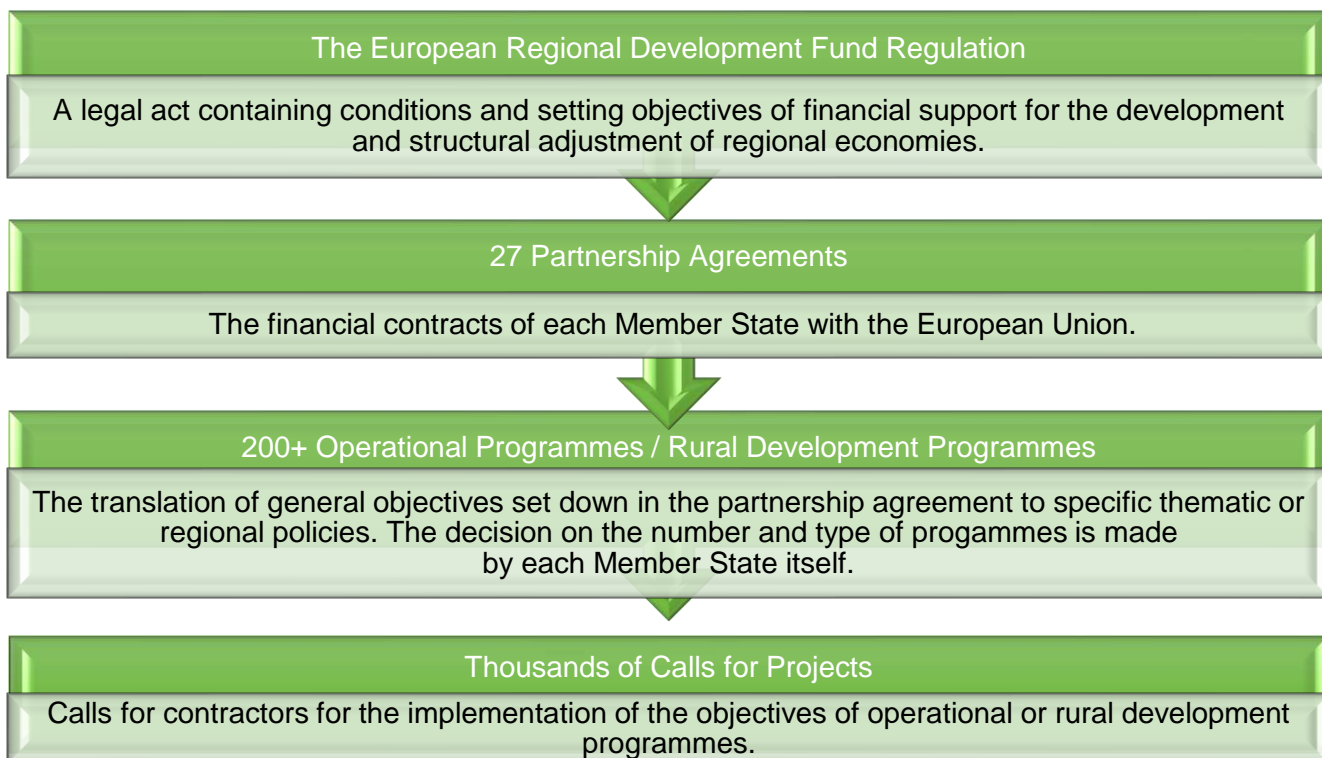 The European Regional Development Fund Regulation
A legal act containing conditions and setting objectives of financial support for the development
and structural adjustment of regional economies.
27 Partnership Agreements
The financial contracts of each Member State with the European Union.
200+ Operational Programmes / Rural Development Programmes
The translation of general objectives set down in the partnership agreement to specific thematic or
regional policies. The decision on the number and type of progammes is made
by each Member State itself.
Thousands of Calls for Projects
Calls for contractors for the implementation of the objectives of operational or rural development
programmes.